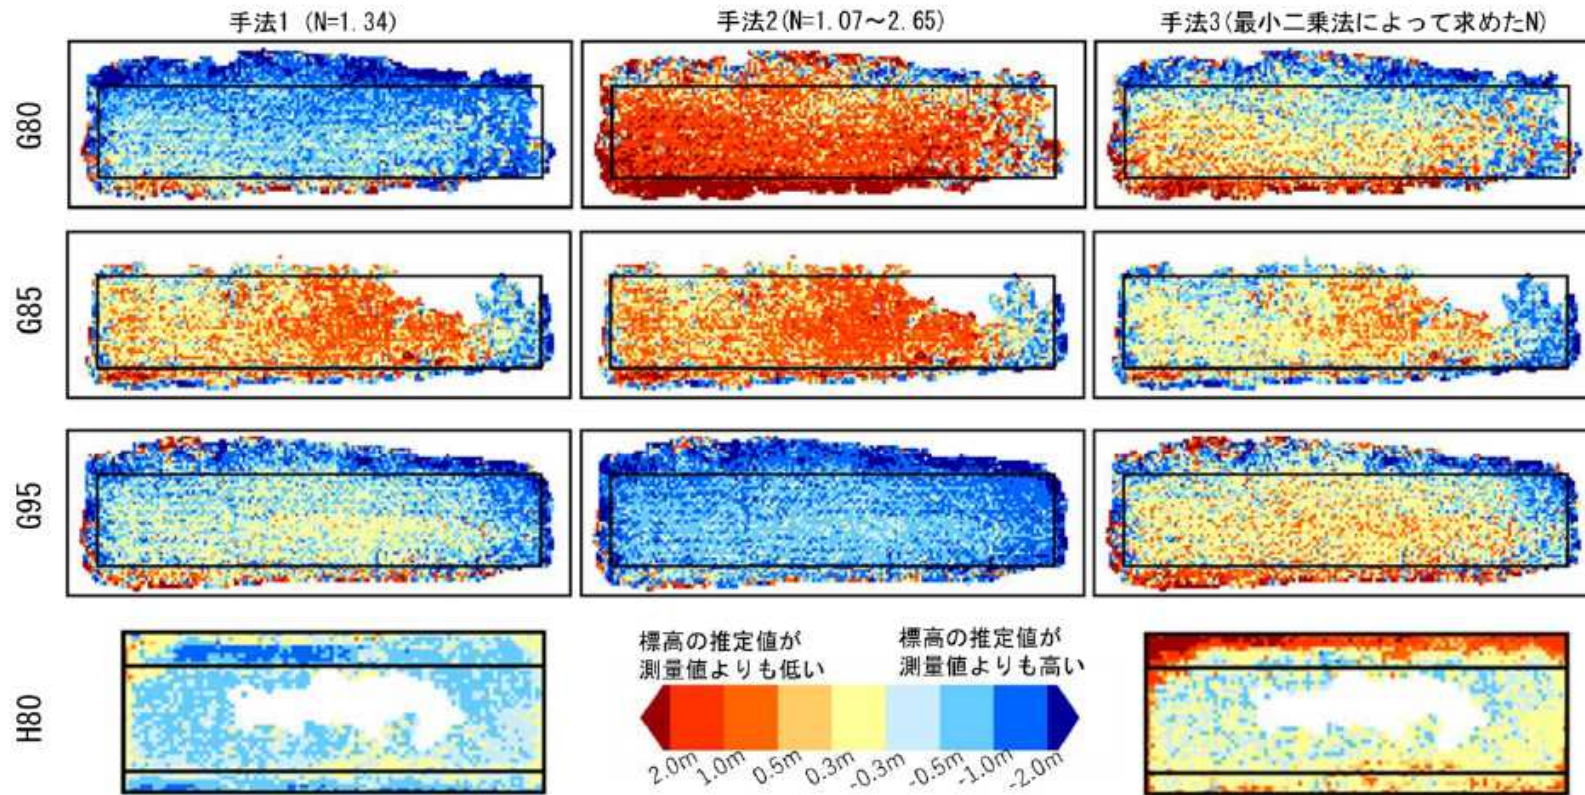 手法1 (N=1.34)
手法2(N=1.07～2.65)
手法3(最小二乗法によって求めたN)
G80
G85
G95
H80
標高の推定値が
測量値よりも低い
標高の推定値が
測量値よりも高い
2.0m 1.0m 0.5m 0.3m -0.3m -0.5m -1.0m -2.0m